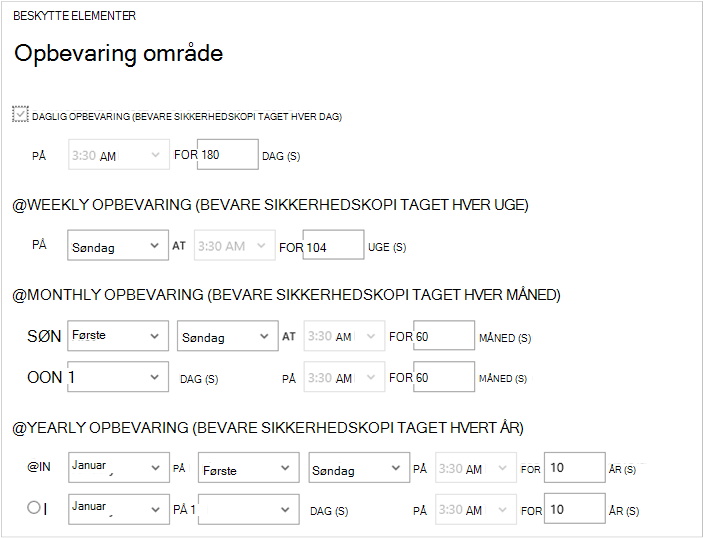 BESKYTTE ELEMENTER
Opbevaring område
DAGLIG OPBEVARING (BEVARE SIKKERHEDSKOPI TAGET HVER DAG)
PÅ 3:30 AM FOR 180 DAG (S)
@WEEKLY OPBEVARING (BEVARE SIKKERHEDSKOPI TAGET HVER UGE)
PÅ Søndag AT 3:30 AM FOR 104 UGE (S)
@MONTHLY OPBEVARING (BEVARE SIKKERHEDSKOPI TAGET HVER MÅNED)
SØN Første Søndag AT 3:30 AM FOR 60 MÅNED (S)
OON 1 DAG (S) PÅ 3:30 AM FOR 60 MÅNED (S)
@YEARLY OPBEVARING (BEVARE SIKKERHEDSKOPI TAGET HVERT ÅR)
@IN Januar PÅ Første Søndag PÅ 3:30 AM FOR 10 ÅR (S)
I Januar PÅ 1 DAG (S) PÅ 3:30 AM FOR 10 ÅR (S)